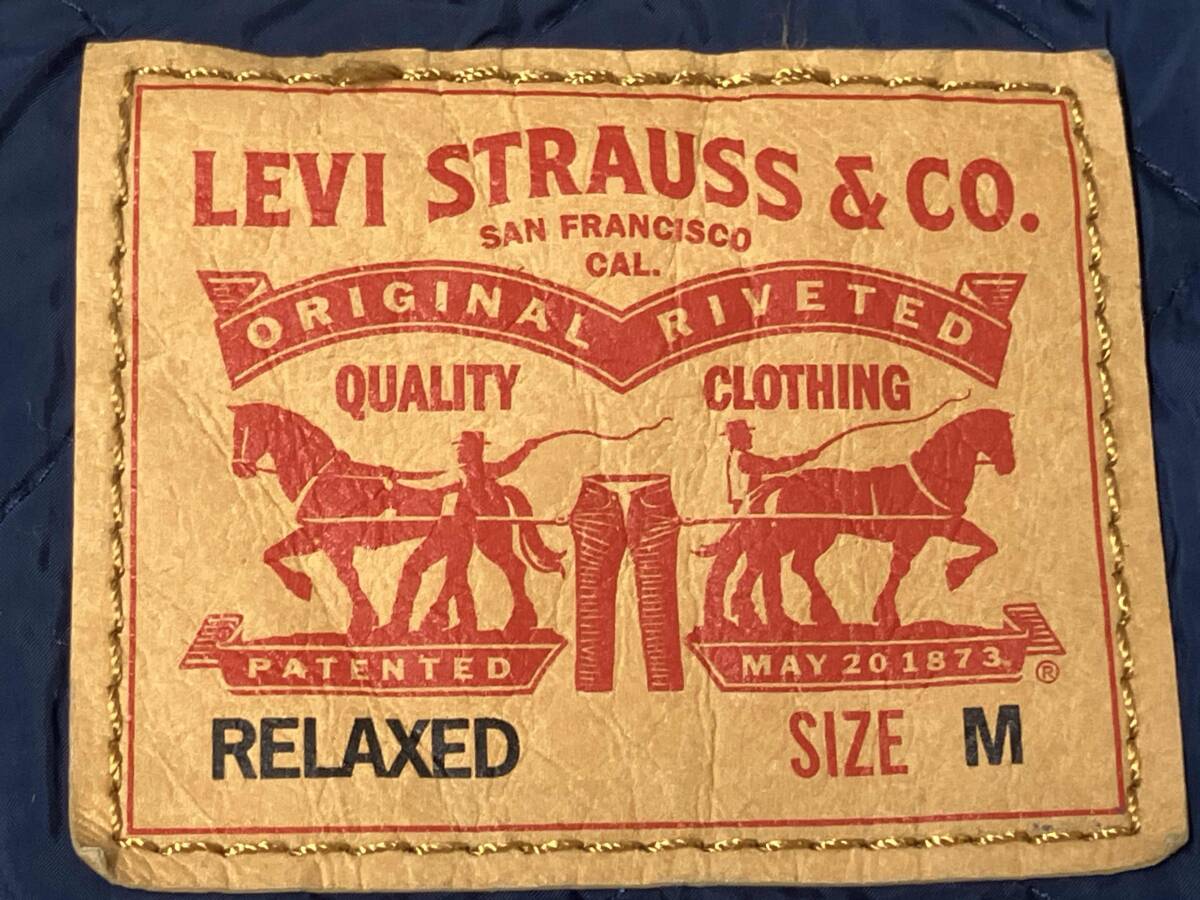 LEVI STRAUSS & CO.
SAN FRANCISCO
CAL.
ORIGINAL RIVETED
QUALITY CLOTHING
PATENTED MAY 20 1873 ®
RELAXED SIZE M